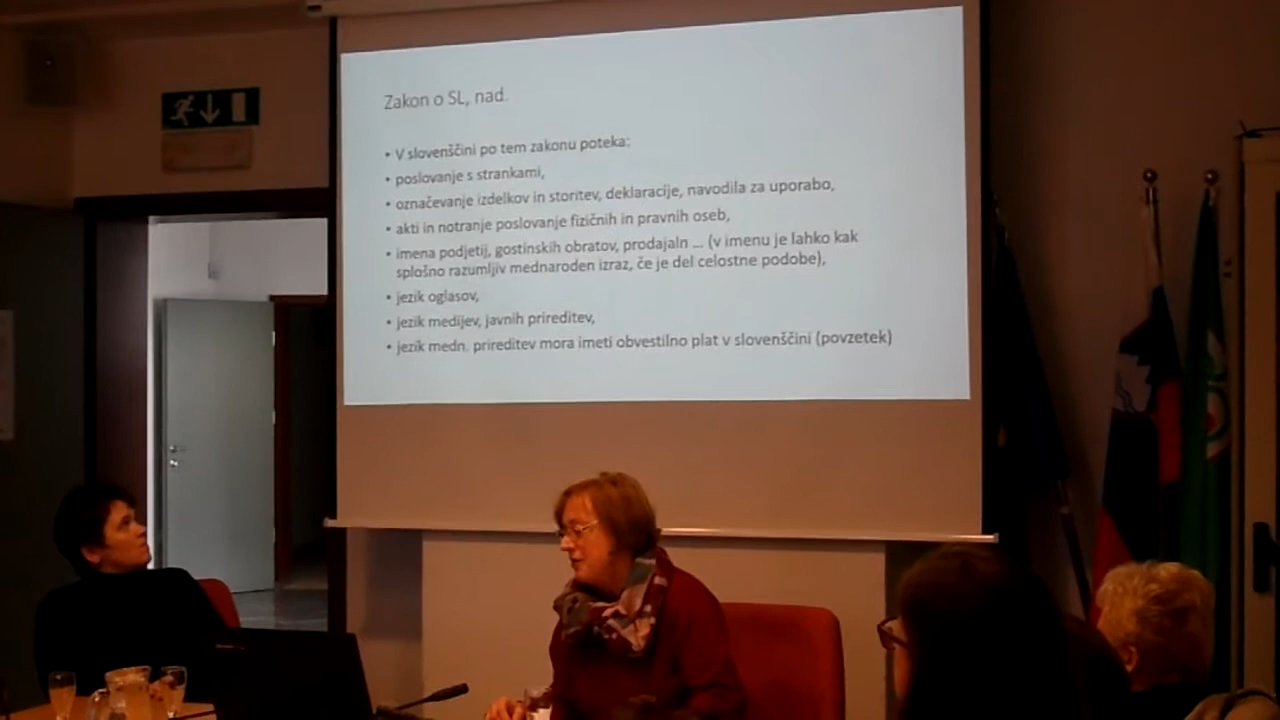 Zakon o SL, nad.
• V slovenščini po tem zakonu poteka:
• poslovanje s strankami,
• označevanje izdelkov in storitev, deklaracije, navodila za uporabo,
• akti in notranje poslovanje fizičnih in pravnih oseb,
• imena podjetij, gostinskih obratov, prodajaln ... (v imenu je lahko kak
splošno razumljiv mednaroden izraz, če je del celostne podobe),
• jezik oglasov,
• jezik medijev, javnih prireditev,
• jezik medn. prireditev mora imeti obvestilno plat v slovenščini (povzetek)